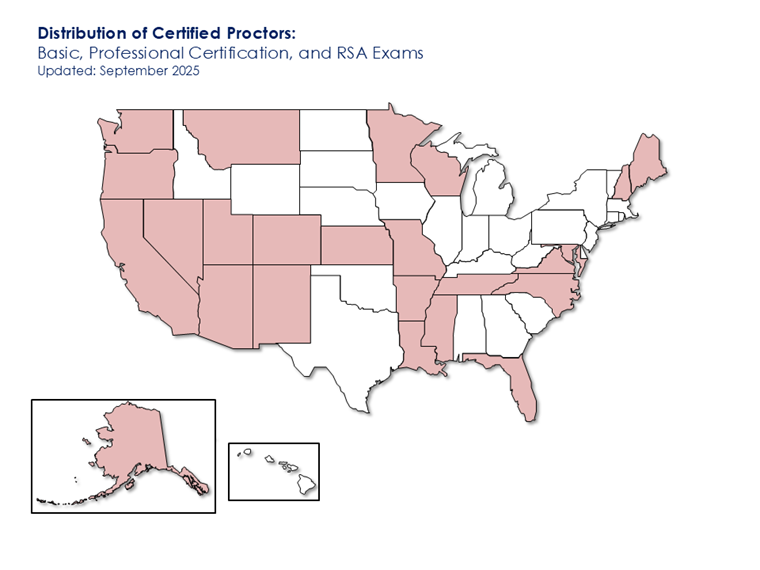 Distribution of Certified Proctors:
Basic, Professional Certification, and RSA Exams
Updated: September 2025